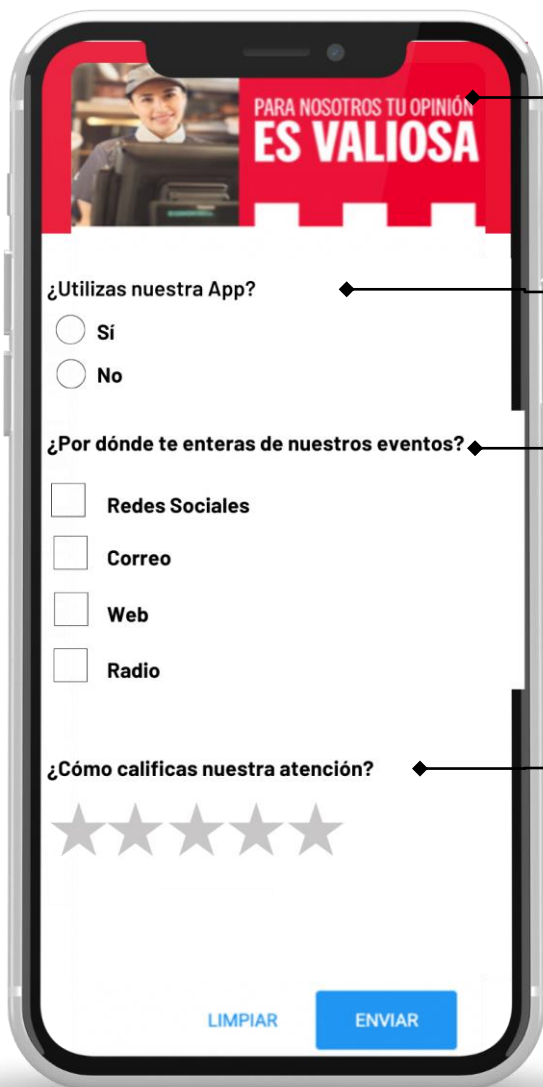 PARA NOSOTROS TU OPINIÓN
ES VALIOSA
¿Utilizas nuestra App?
Sí
No
¿Por dónde te enteras de nuestros eventos?
Redes Sociales
Correo
Web
Radio
¿Cómo calificas nuestra atención?
LIMPIAR
ENVIAR